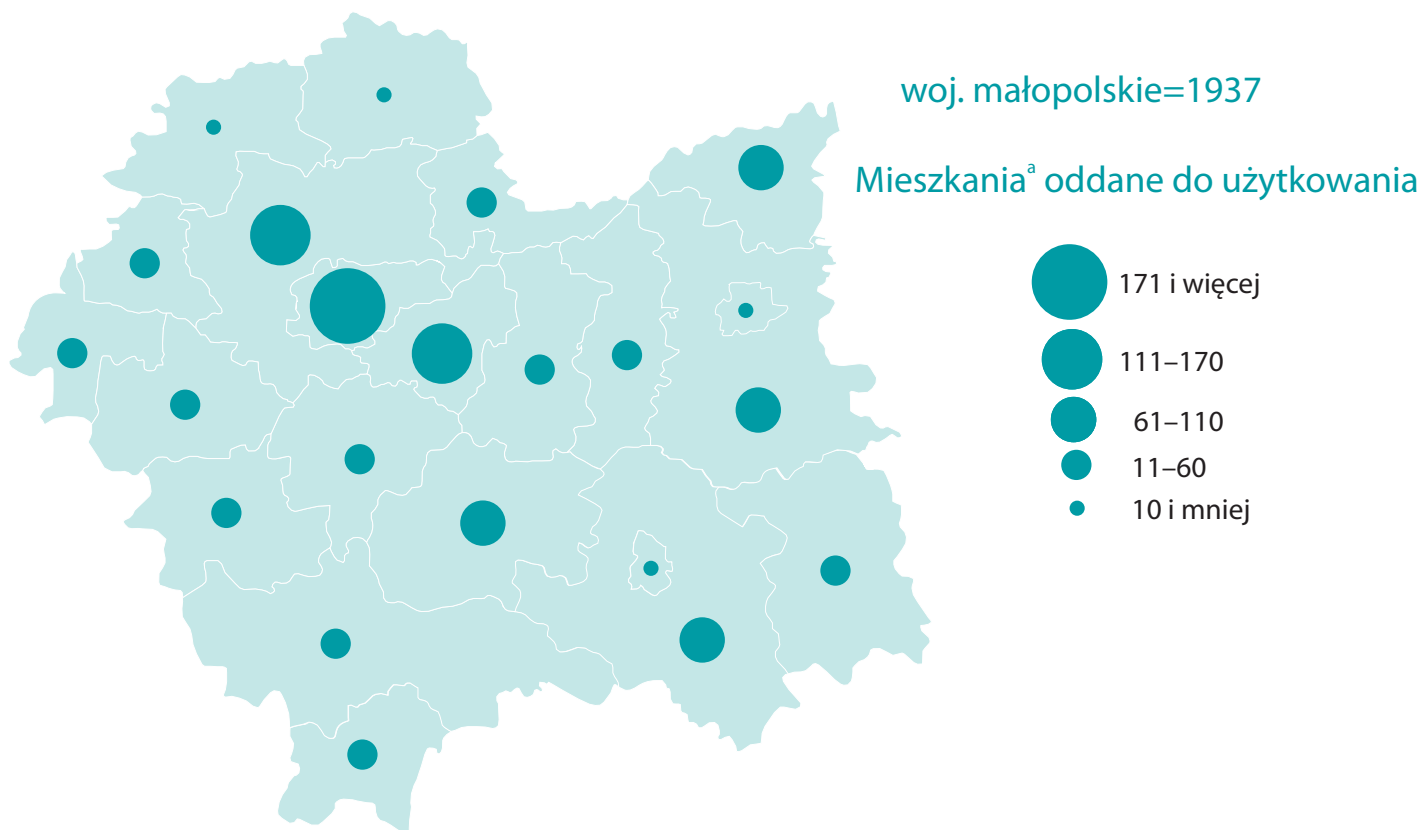 woj. małopolskie=1937
Mieszkaniaª oddane do użytkowania
171 i więcej
111–170
61–110
11–60
10 i mniej